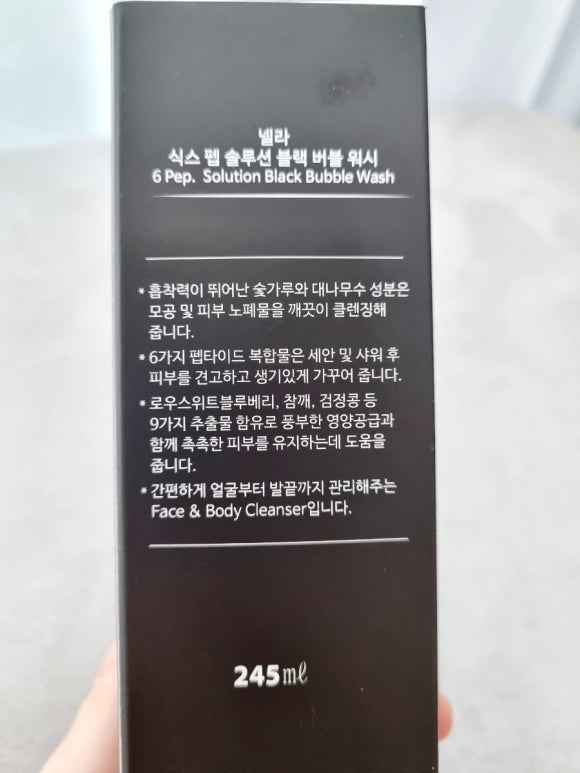 넬라
식스 펩 솔루션 블랙 버블 워시
6 Pep. Solution Black Bubble Wash
* 흡착력이 뛰어난 숯가루와 대나무수 성분은
모공 및 피부 노폐물을 깨끗이 클렌징해
줍니다.
* 6가지 펩타이드 복합물은 세안 및 샤워 후
피부를 견고하고 생기있게 가꾸어 줍니다.
* 로우스위트블루베리, 참깨, 검정콩 등
9가지 추출물 함유로 풍부한 영양공급과
함께 촉촉한 피부를 유지하는데 도움을
줍니다.
* 간편하게 얼굴부터 발끝까지 관리해주는
Face & Body Cleanser입니다.
245㎖